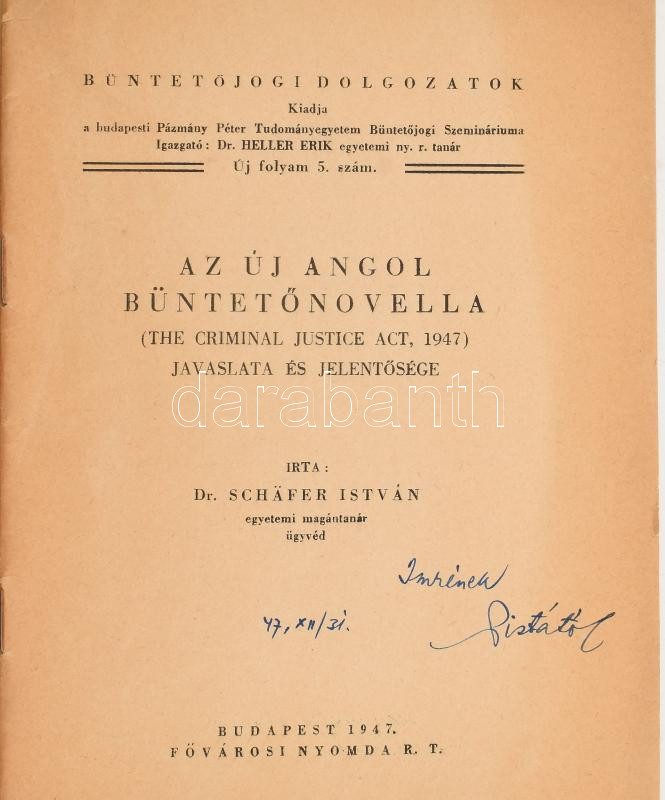 BÜNTETŐJOGI DOLGOZATOK
Kiadja
a budapesti Pázmány Péter Tudományegyetem Büntetőjogi Szemináriuma
Igazgató: Dr. HELLER ERIK egyetemi ny. r. tanár
Új folyam 5. szám.
AZ ÚJ ANGOL
BÜNTETŐNOVELLA
(THE CRIMINAL JUSTICE ACT, 1947)
JAVASLATA ÉS JELENTŐSÉGE
darabanth
IRTA:
Dr. SCHÄFER ISTVÁN
egyetemi magántanár
ügyvéd
Imrének
47, XII/31.
Pistától
BUDAPEST 1947.
FŐVÁROSI NYOMDA R. T.